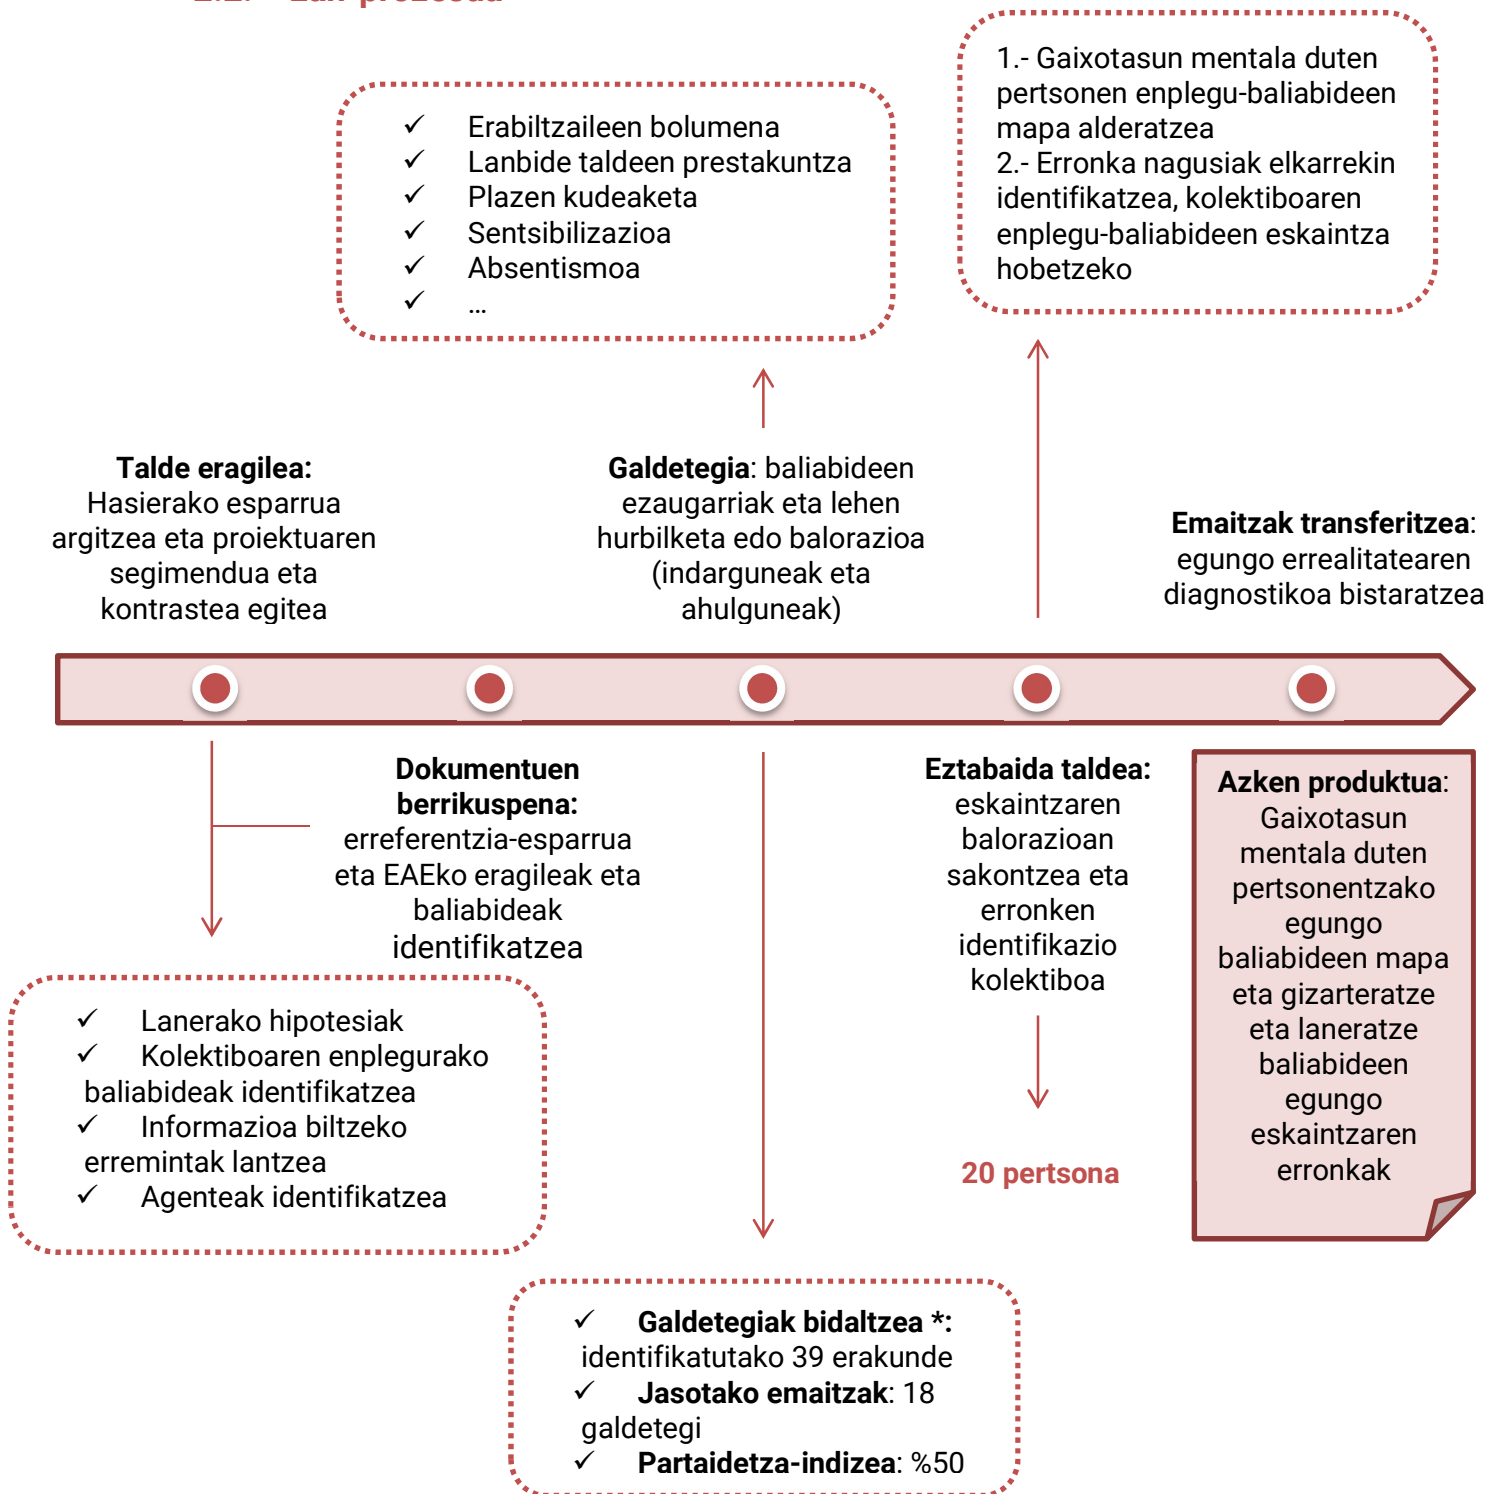 1.- Gaixotasun mentala duten
pertsonen enplegu-baliabideen
mapa alderatzea
2.- Erronka nagusiak elkarrekin
identifikatzea, kolektiboaren
enplegu-baliabideen eskaintza
hobetzeko
✓ Erabiltzaileen bolumena
✓ Lanbide taldeen prestakuntza
✓ Plazen kudeaketa
✓ Sentsibilizazioa
✓ Absentismoa
✓ ...
Talde eragilea:
Hasierako esparrua
argitzea eta proiektuaren
segimendua eta
kontrastea egitea
Galdetegia: baliabideen
ezaugarriak eta lehen
hurbilketa edo balorazioa
(indarguneak eta
ahulguneak)
Emaitzak transferitzea:
egungo errealitatearen
diagnostikoa bistaratzea
Dokumentuen
berrikuspena:
erreferentzia-esparrua
eta EAEko eragileak eta
baliabideak
identifikatzea
Eztabaida taldea:
eskaintzaren
balorazioan
sakontzea eta
erronken
identifikazio
kolektiboa
20 pertsona
Azken produktua:
Gaixotasun
mentala duten
pertsonentzako
egungo
baliabideen mapa
eta gizarteratze
eta laneratze
baliabideen
egungo
eskaintzaren
erronkak
✓ Lanerako hipotesiak
✓ Kolektiboaren enplegurako
baliabideak identifikatzea
✓ Informazioa biltzeko
erremintak lantzea
✓ Agenteak identifikatzea
✓ Galdetegiak bidaltzea *:
identifikatutako 39 erakunde
✓ Jasotako emaitzak: 18
galdetegi
✓ Partaidetza-indizea: %50